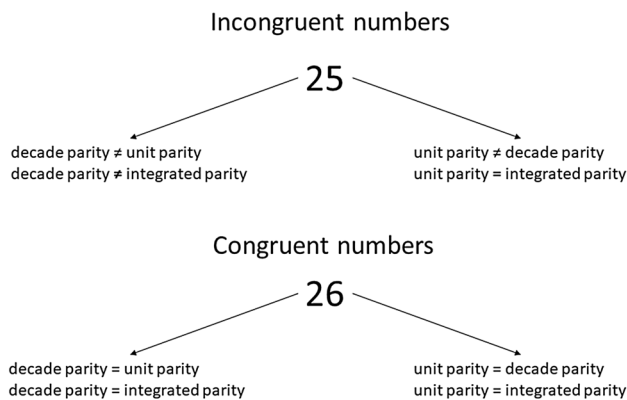 Incongruent numbers
25
decade parity ≠ unit parity
decade parity ≠ integrated parity
unit parity ≠ decade parity
unit parity = integrated parity
Congruent numbers
26
decade parity = unit parity
decade parity = integrated parity
unit parity = decade parity
unit parity = integrated parity